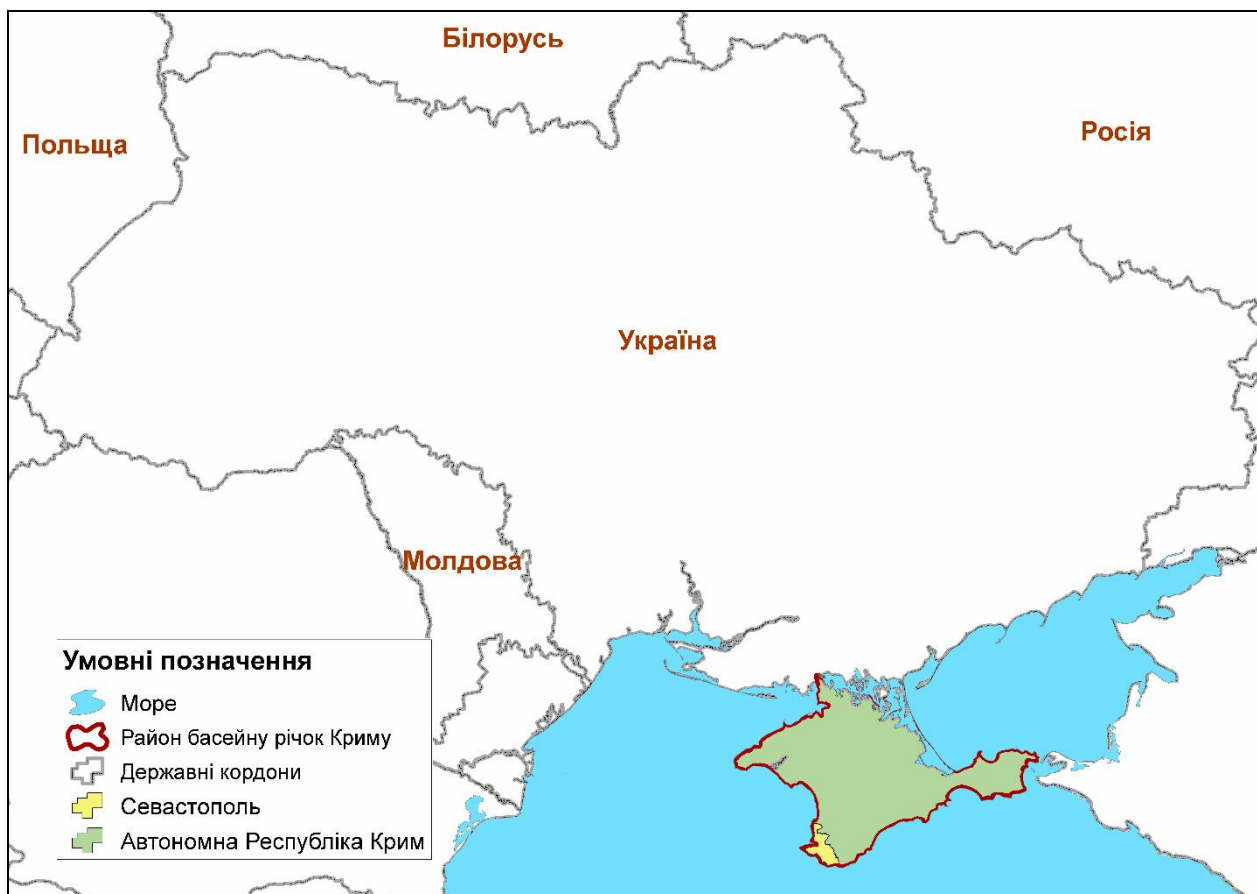 Білорусь
Польща
Росія
Україна
Молдова
Умовні позначення
Море
Район басейну річок Криму
Державні кордони
Севастополь
Автономна Республіка Крим